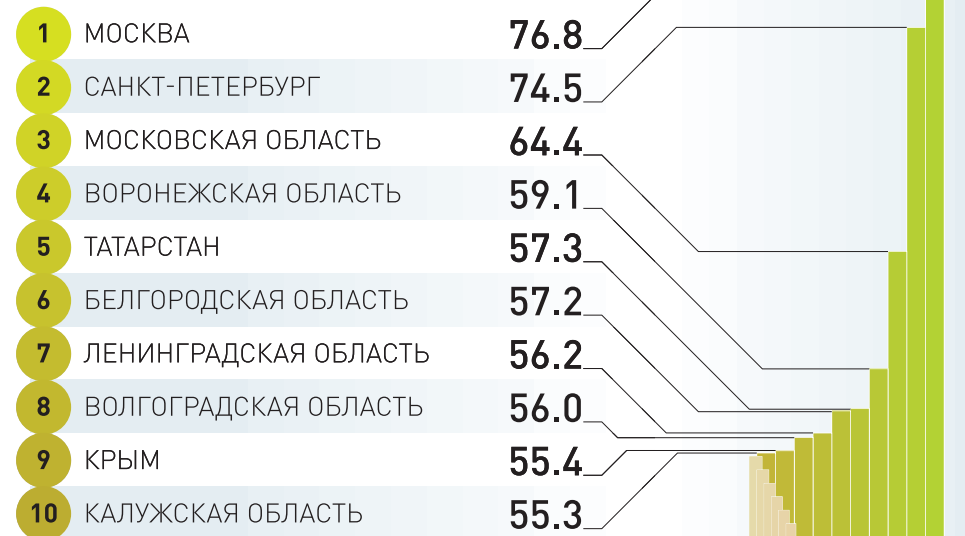 1 МОСКВА 76.8
2 САНКТ-ПЕТЕРБУРГ 74.5
3 МОСКОВСКАЯ ОБЛАСТЬ 64.4
4 ВОРОНЕЖСКАЯ ОБЛАСТЬ 59.1
5 ТАТАРСТАН 57.3
6 БЕЛГОРОДСКАЯ ОБЛАСТЬ 57.2
7 ЛЕНИНГРАДСКАЯ ОБЛАСТЬ 56.2
8 ВОЛГОГРАДСКАЯ ОБЛАСТЬ 56.0
9 КРЫМ 55.4
10 КАЛУЖСКАЯ ОБЛАСТЬ 55.3